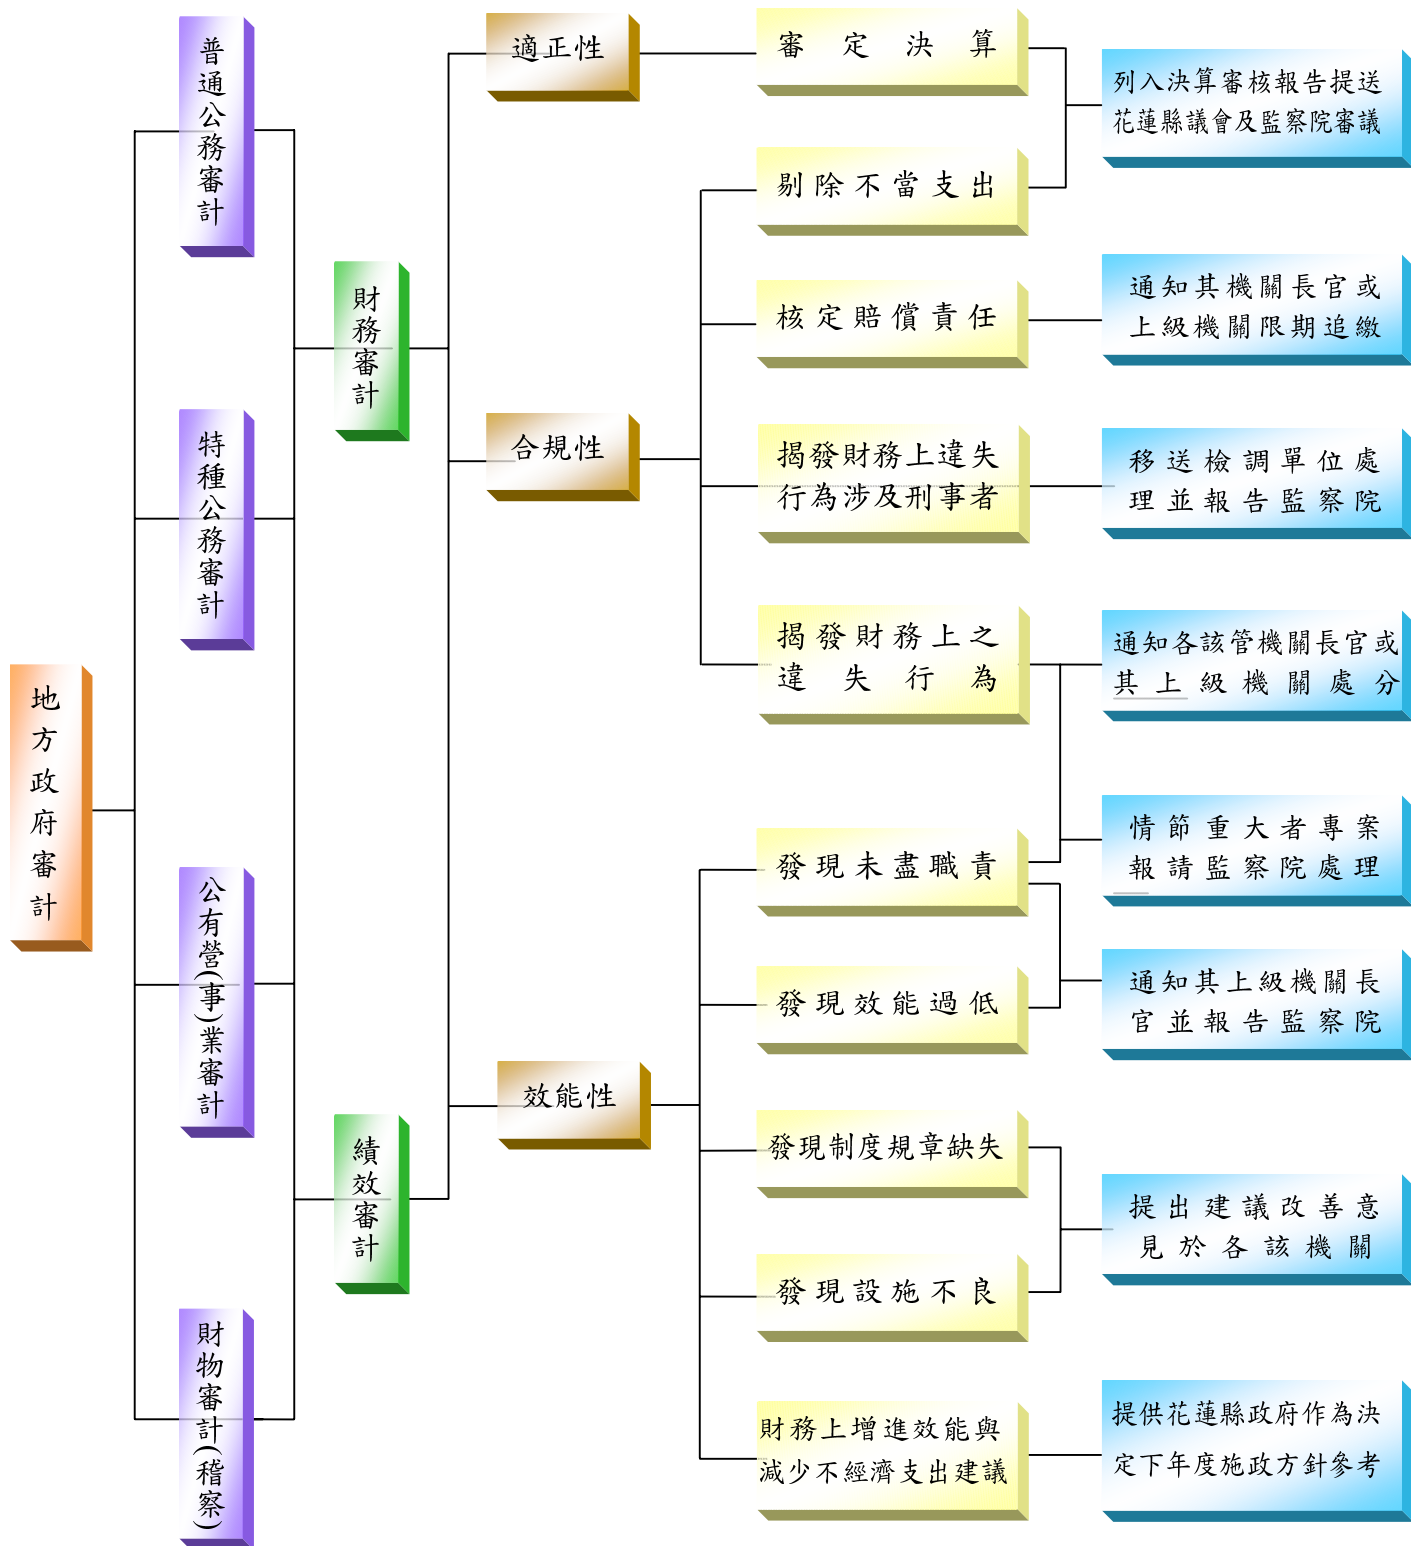 地方政府審計
普通公務審計
特種公務審計
公有營(事)業審計
財物審計(稽察)
財務審計
績效審計
適正性
合規性
效能性
審定決算
剔除不當支出
核定賠償責任
揭發財務上違失
行為涉及刑事者
揭發財務上之
違失行為
發現未盡職責
發現效能過低
發現制度規章缺失
發現設施不良
財務上增進效能與
減少不經濟支出建議
列入決算審核報告提送
花蓮縣議會及監察院審議
通知其機關長官或
上級機關限期追繳
移送檢調單位處
理並報告監察院
通知各該管機關長官或
其上級機關處分
情節重大者專案
報請監察院處理
通知其上級機關長
官並報告監察院
提出建議改善意
見於各該機關
提供花蓮縣政府作為決
定下年度施政方針參考